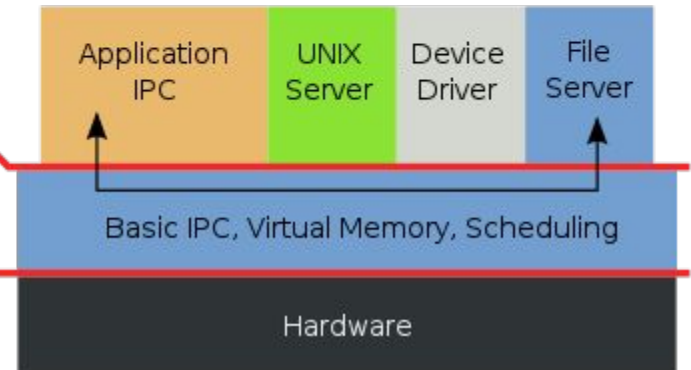 Application
IPC
UNIX
Server
Device
Driver
File
Server
Basic IPC, Virtual Memory, Scheduling
Hardware